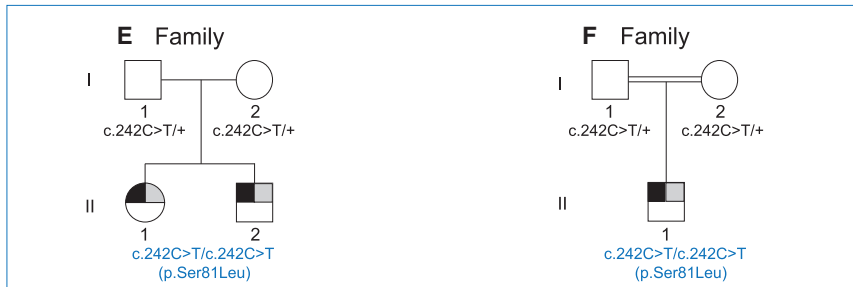 E Family
I
1 2
c.242C>T/+ c.242C>T/+
II
1 2
c.242C>T/c.242C>T
(p.Ser81Leu)
F Family
I
1 2
c.242C>T/+ c.242C>T/+
II
1
c.242C>T/c.242C>T
(p.Ser81Leu)